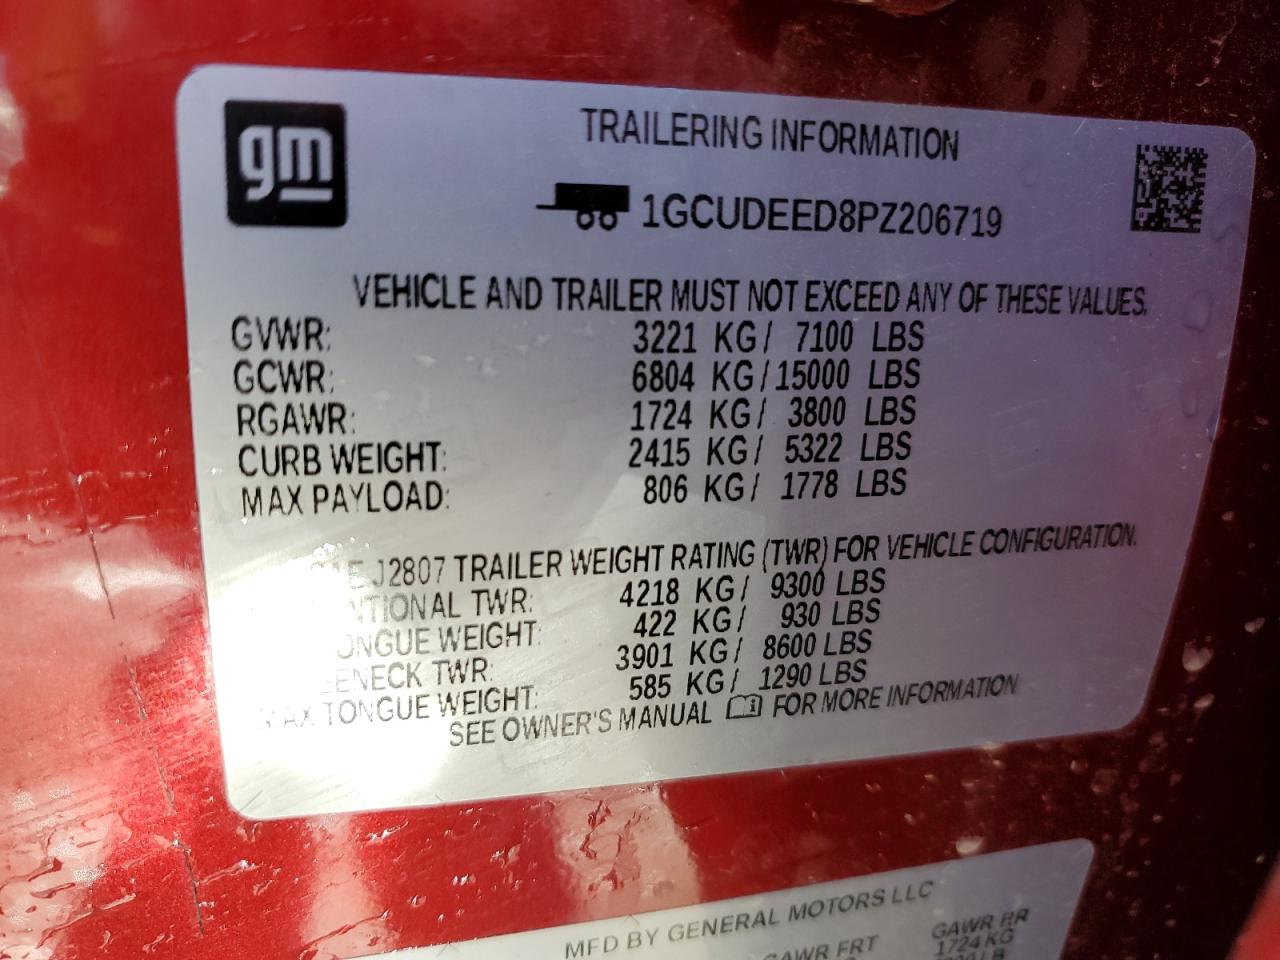 gm
TRAILERING INFORMATION
1GCUDEED8PZ206719
VEHICLE AND TRAILER MUST NOT EXCEED ANY OF THESE VALUES.
GVWR: 3221 KG/ 7100 LBS
GCWR: 6804 KG/15000 LBS
RGAWR: 1724 KG/ 3800 LBS
CURB WEIGHT: 2415 KG/ 5322 LBS
MAX PAYLOAD: 806 KG/ 1778 LBS
J2807 TRAILER WEIGHT RATING (TWR) FOR VEHICLE CONFIGURATION.
TWR: 4218 KG/ 9300 LBS
WEIGHT: 422 KG/ 930 LBS
TWR: 3901 KG/ 8600 LBS
MAX TONGUE WEIGHT: 585 KG/ 1290 LBS
SEE OWNER'S MANUAL i FOR MORE INFORMATION
MFD BY GENERAL MOTORS LLC
GAWR FRT GAWR RR
1724 KG